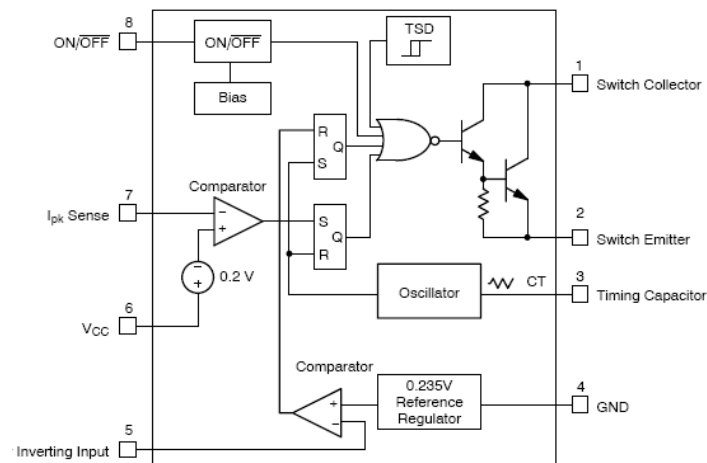 8
ON/OFF
ON/OFF
Bias
TSD
1
Switch Collector
R
S
Q
Comparator
7
Ipk Sense
−
+
S
R
Q
2
Switch Emitter
−
+
0.2 V
6
VCC
Oscillator
CT
3
Timing Capacitor
Comparator
+
−
0.235V
Reference
Regulator
4
GND
5
Inverting Input